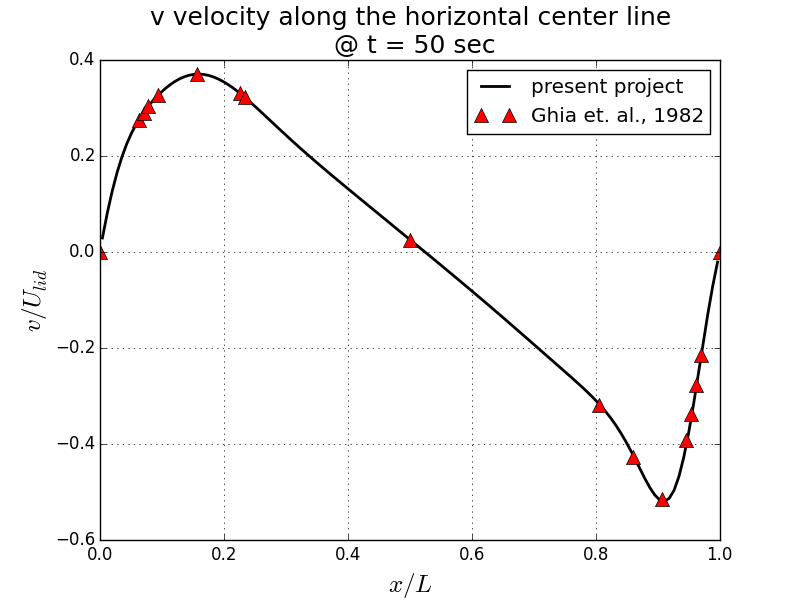 v velocity along the horizontal center line
@ t = 50 sec
present project
Ghia et. al., 1982
0.4
0.2
0.0
−0.2
−0.4
−0.6
v/U_lid
0.0 0.2 0.4 0.6 0.8 1.0
x/L